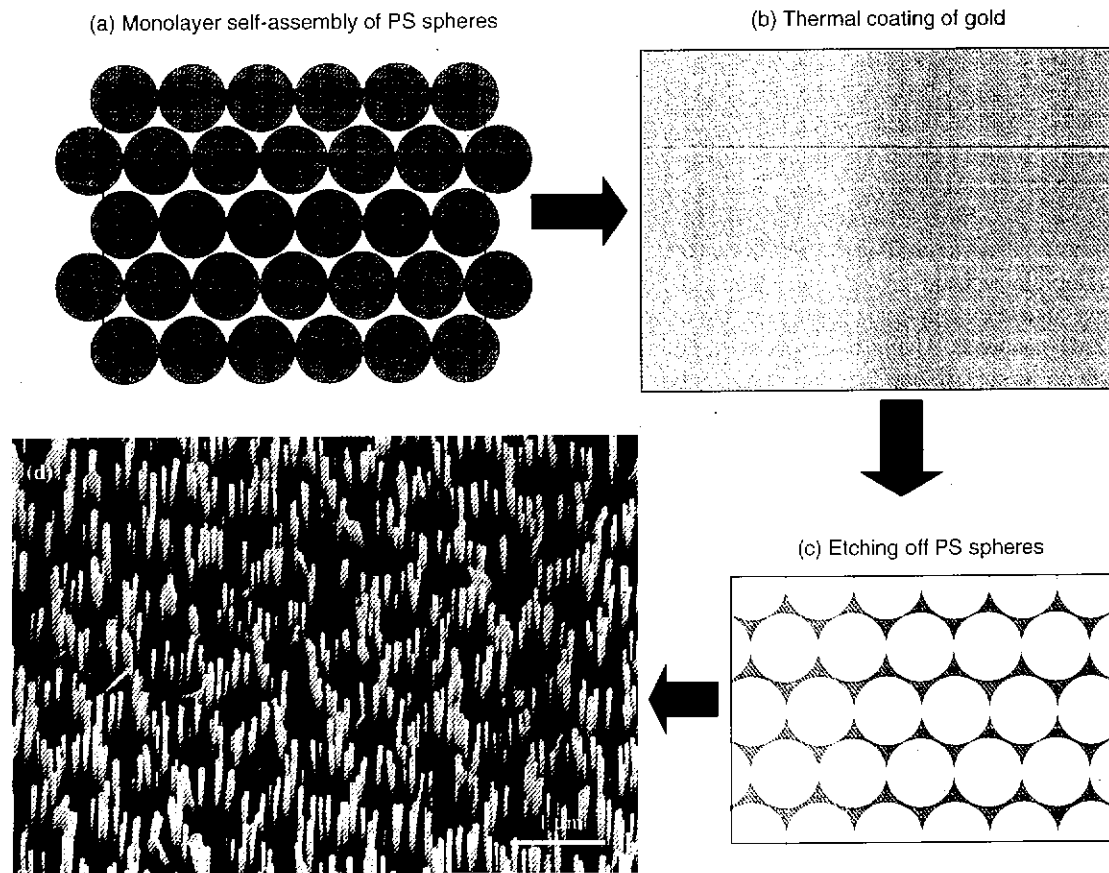 (a) Monolayer self-assembly of PS spheres
(b) Thermal coating of gold
(c) Etching off PS spheres
(d)